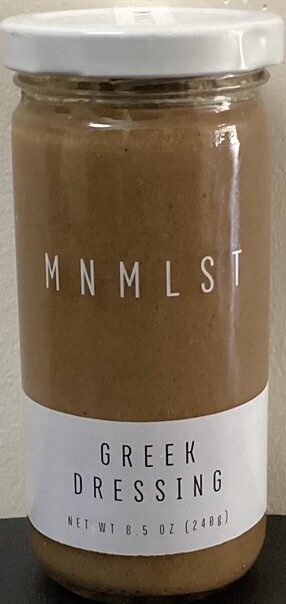 MNMLST
GREEK
DRESSING
NET WT 8.5 OZ (240g)